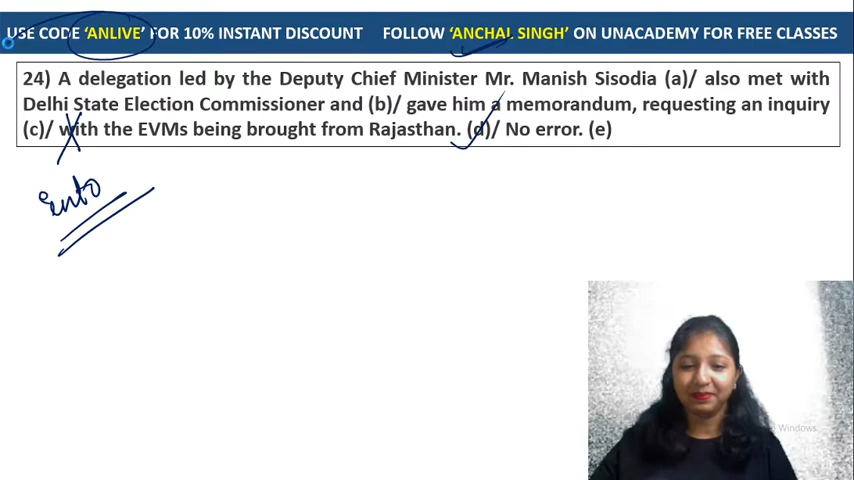 USE CODE ‘ANLIVE’ FOR 10% INSTANT DISCOUNT FOLLOW ‘ANCHAL SINGH’ ON UNACADEMY FOR FREE CLASSES
24) A delegation led by the Deputy Chief Minister Mr. Manish Sisodia (a)/ also met with
Delhi State Election Commissioner and (b)/ gave him a memorandum, requesting an inquiry
(c)/ with the EVMs being brought from Rajasthan. (d)/ No error. (e)
into
Windows